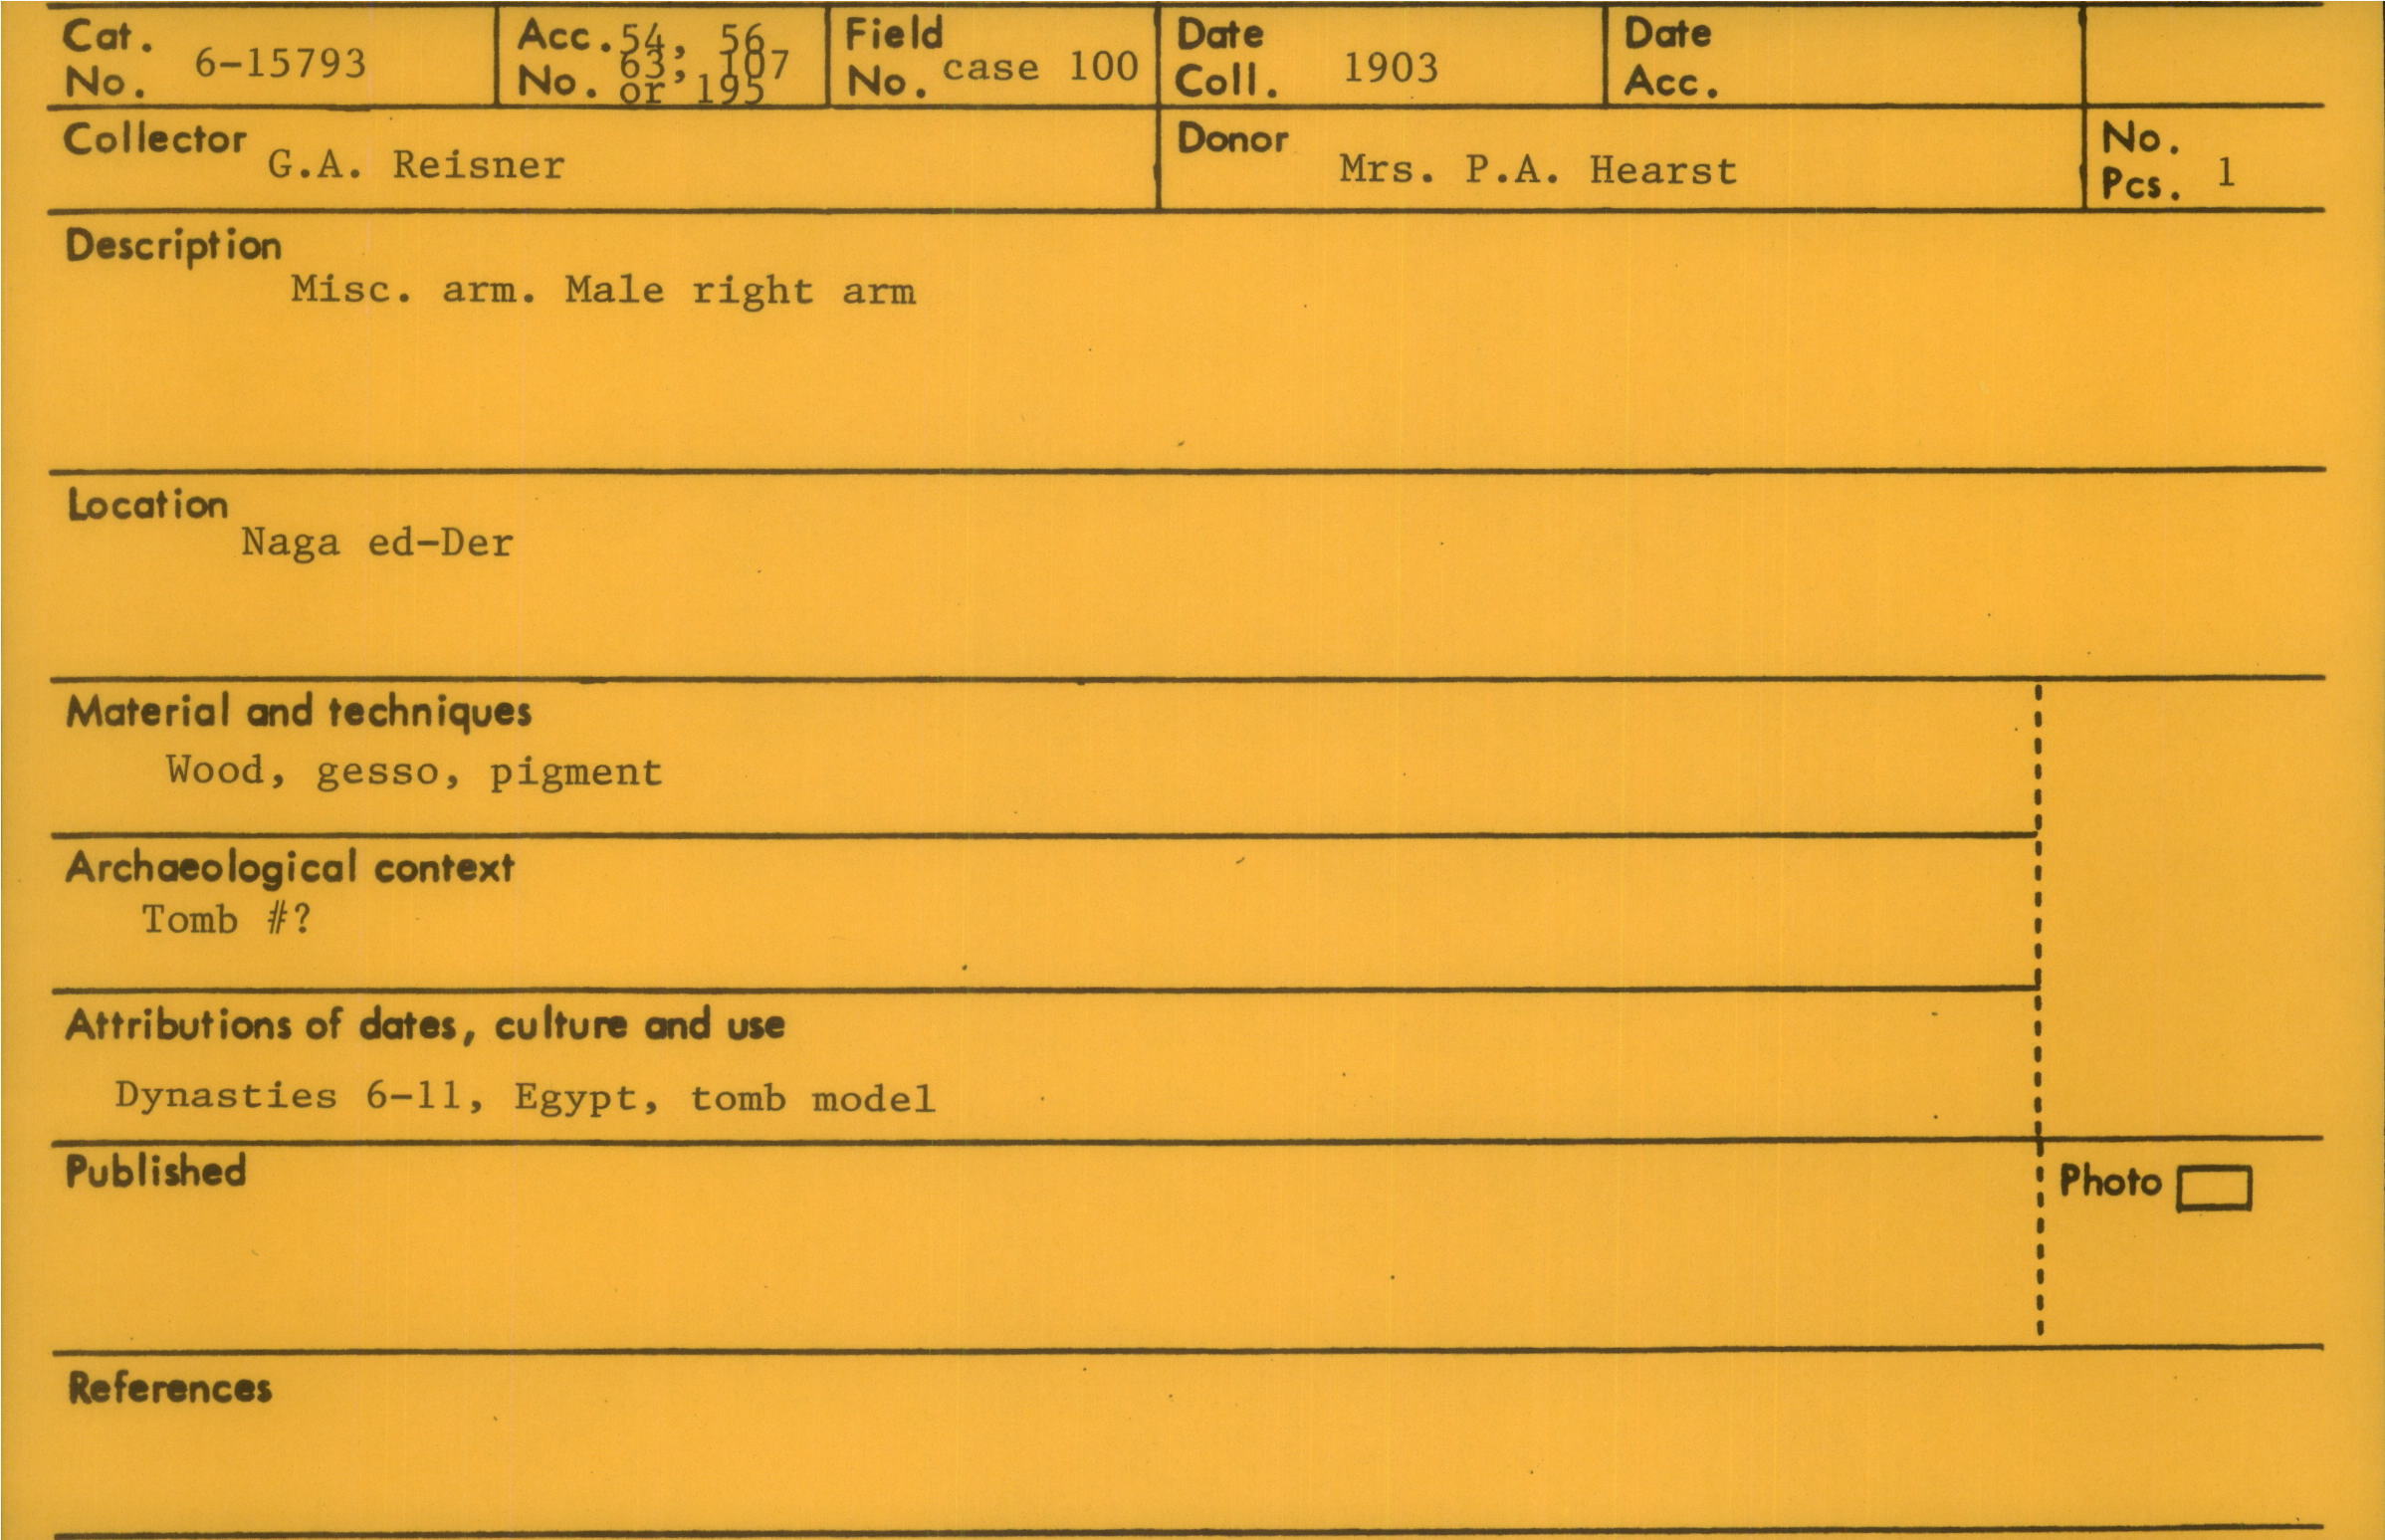 Cat. No. 6-15793
Acc. No. 54, 56, 63, 107 or 195
Field No. case 100
Date Coll. 1903
Date Acc.
Collector G.A. Reisner
Donor Mrs. P.A. Hearst
No. Pcs. 1
Description
Misc. arm. Male right arm
Location
Naga ed-Der
Material and techniques
Wood, gesso, pigment
Archaeological context
Tomb #?
Attributions of dates, culture and use
Dynasties 6-11, Egypt, tomb model
Published
Photo
References